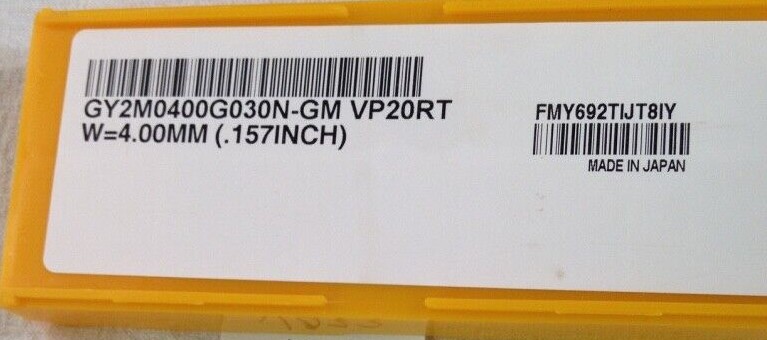 GY2M0400G030N-GM VP20RT
W=4.00MM (.157INCH)
FMY692TIJT8IY
MADE IN JAPAN